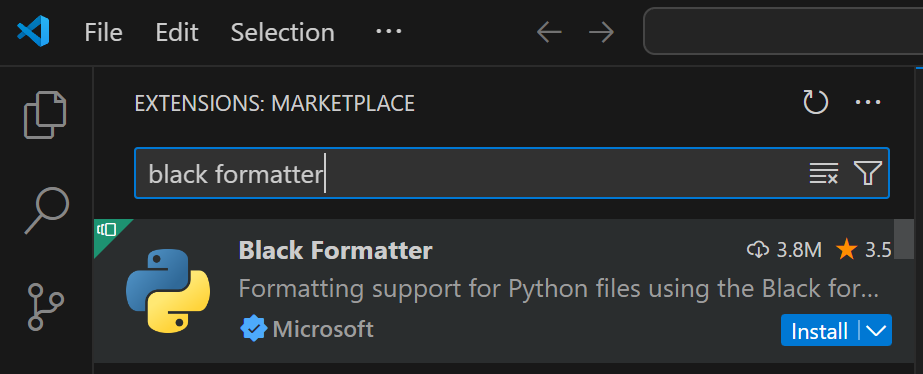 File Edit Selection ···
EXTENSIONS: MARKETPLACE ···
black formatter
Black Formatter 3.8M 3.5
Formatting support for Python files using the Black for...
Microsoft Install